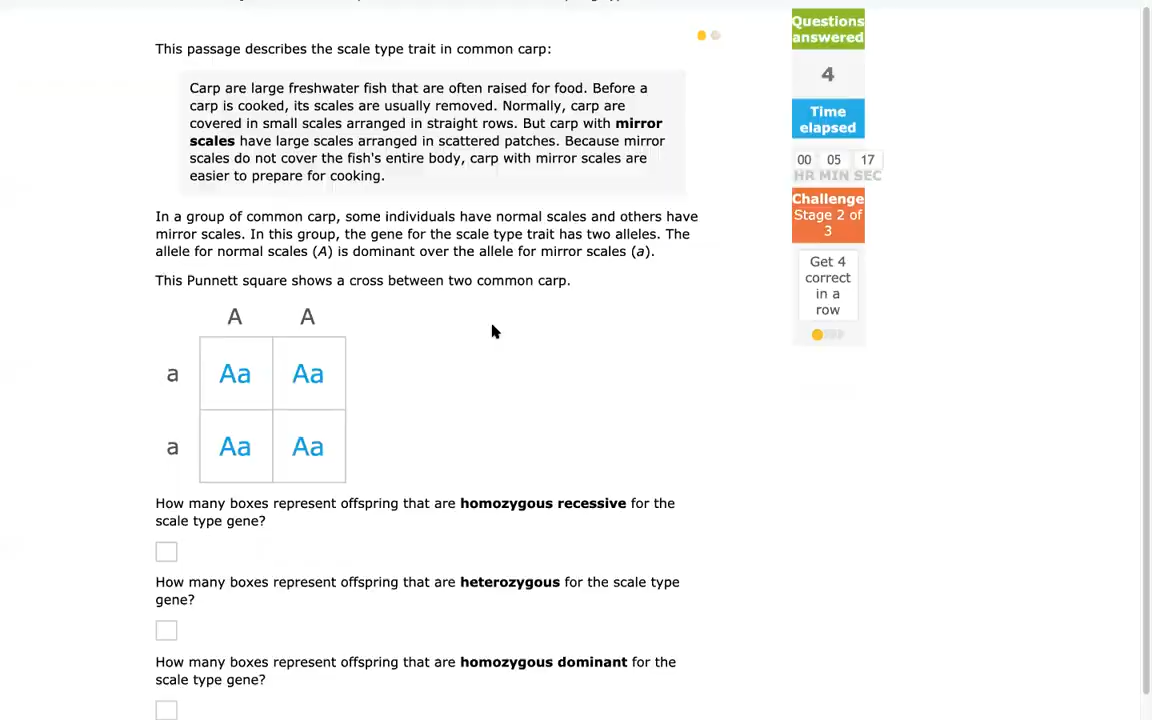 This passage describes the scale type trait in common carp:
Carp are large freshwater fish that are often raised for food. Before a
carp is cooked, its scales are usually removed. Normally, carp are
covered in small scales arranged in straight rows. But carp with mirror
scales have large scales arranged in scattered patches. Because mirror
scales do not cover the fish's entire body, carp with mirror scales are
easier to prepare for cooking.
In a group of common carp, some individuals have normal scales and others have
mirror scales. In this group, the gene for the scale type trait has two alleles. The
allele for normal scales (A) is dominant over the allele for mirror scales (a).
This Punnett square shows a cross between two common carp.
A A
a Aa Aa
a Aa Aa
How many boxes represent offspring that are homozygous recessive for the
scale type gene?
How many boxes represent offspring that are heterozygous for the scale type
gene?
How many boxes represent offspring that are homozygous dominant for the
scale type gene?
Questions
answered
4
Time
elapsed
00 05 17
HR MIN SEC
Challenge
Stage 2 of
3
Get 4
correct
in a
row